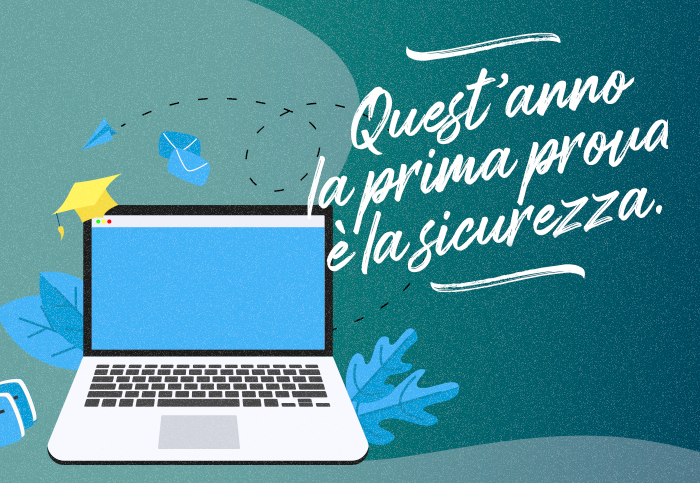 Quest'anno
la prima prova
è la sicurezza.